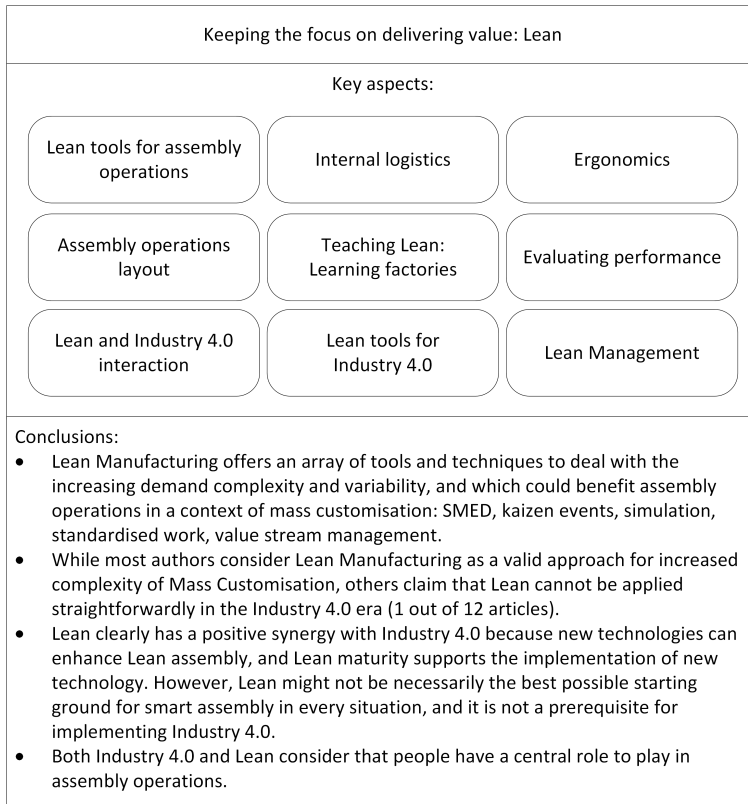 Keeping the focus on delivering value: Lean
Key aspects:
Lean tools for assembly
operations
Internal logistics
Ergonomics
Assembly operations
layout
Teaching Lean:
Learning factories
Evaluating performance
Lean and Industry 4.0
interaction
Lean tools for
Industry 4.0
Lean Management
Conclusions:
• Lean Manufacturing offers an array of tools and techniques to deal with the
increasing demand complexity and variability, and which could benefit assembly
operations in a context of mass customisation: SMED, kaizen events, simulation,
standardised work, value stream management.
• While most authors consider Lean Manufacturing as a valid approach for increased
complexity of Mass Customisation, others claim that Lean cannot be applied
straightforwardly in the Industry 4.0 era (1 out of 12 articles).
• Lean clearly has a positive synergy with Industry 4.0 because new technologies can
enhance Lean assembly, and Lean maturity supports the implementation of new
technology. However, Lean might not be necessarily the best possible starting
ground for smart assembly in every situation, and it is not a prerequisite for
implementing Industry 4.0.
• Both Industry 4.0 and Lean consider that people have a central role to play in
assembly operations.